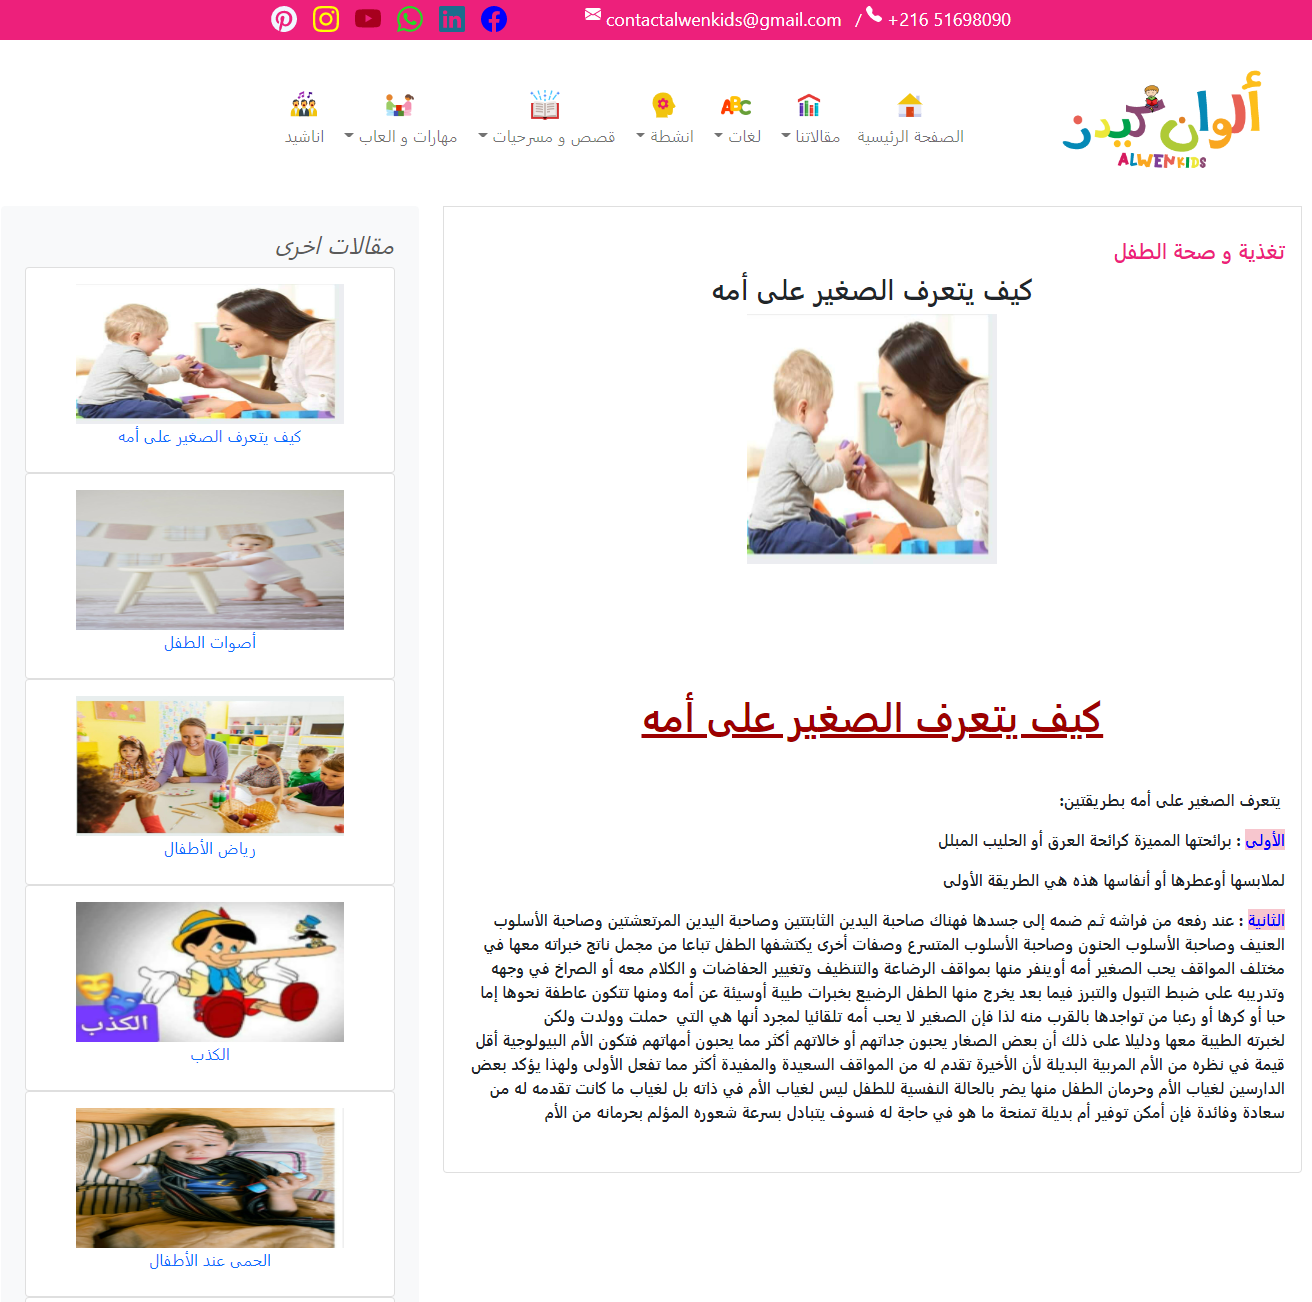 contactalwenkids@gmail.com / +216 51698090
ألوان كيدز
ALWENKIDS
الصفحة الرئيسية
مقالاتنا
لغات
انشطة
قصص و مسرحيات
مهارات و العاب
اناشيد
تغذية و صحة الطفل
كيف يتعرف الصغير على أمه
كيف يتعرف الصغير على أمه
يتعرف الصغير على أمه بطريقتين:
الأولى : برائحتها المميزة كرائحة العرق أو الحليب المبلل
لملابسها أوعطرها أو أنفاسها هذه هي الطريقة الأولى
الثانية : عند رفعه من فراشه ثم ضمه إلى جسدها فهناك صاحبة اليدين الثابتتين وصاحبة اليدين المرتعشتين وصاحبة الأسلوب
العنيف وصاحبة الأسلوب الحنون وصاحبة الأسلوب المتسرع وصفات أخرى يكتشفها الطفل تباعا من مجمل ناتج خبراته معها في
مختلف المواقف يحب الصغير أمه أوينفر منها بمواقف الرضاعة والتنظيف وتغيير الحفاضات و الكلام معه أو الصراخ في وجهه
وتدريبه على ضبط التبول والتبرز فيما بعد يخرج منها الطفل الرضيع بخبرات طيبة أوسيئة عن أمه ومنها تتكون عاطفة نحوها إما
حبا أو كرها أو رعبا من تواجدها بالقرب منه لذا فإن الصغير لا يحب أمه تلقائيا لمجرد أنها هي التي حملت وولدت ولكن
لخبرته الطيبة معها ودليلا على ذلك أن بعض الصغار يحبون جداتهم أو خالاتهم أكثر مما يحبون أمهاتهم فتكون الأم البيولوجية أقل
قيمة في نظره من الأم المربية البديلة لأن الأخيرة تقدم له من المواقف السعيدة والمفيدة أكثر مما تفعل الأولى ولهذا يؤكد بعض
الدارسين لغياب الأم وحرمان الطفل منها يضر بالحالة النفسية للطفل ليس لغياب الأم في ذاته بل لغياب ما كانت تقدمه له من
سعادة وفائدة فإن أمكن توفير أم بديلة تمنحة ما هو في حاجة له فسوف يتبادل بسرعة شعوره المؤلم بحرمانه من الأم
مقالات اخرى
كيف يتعرف الصغير على أمه
أصوات الطفل
رياض الأطفال
الكذب
الكذب
الحمى عند الأطفال